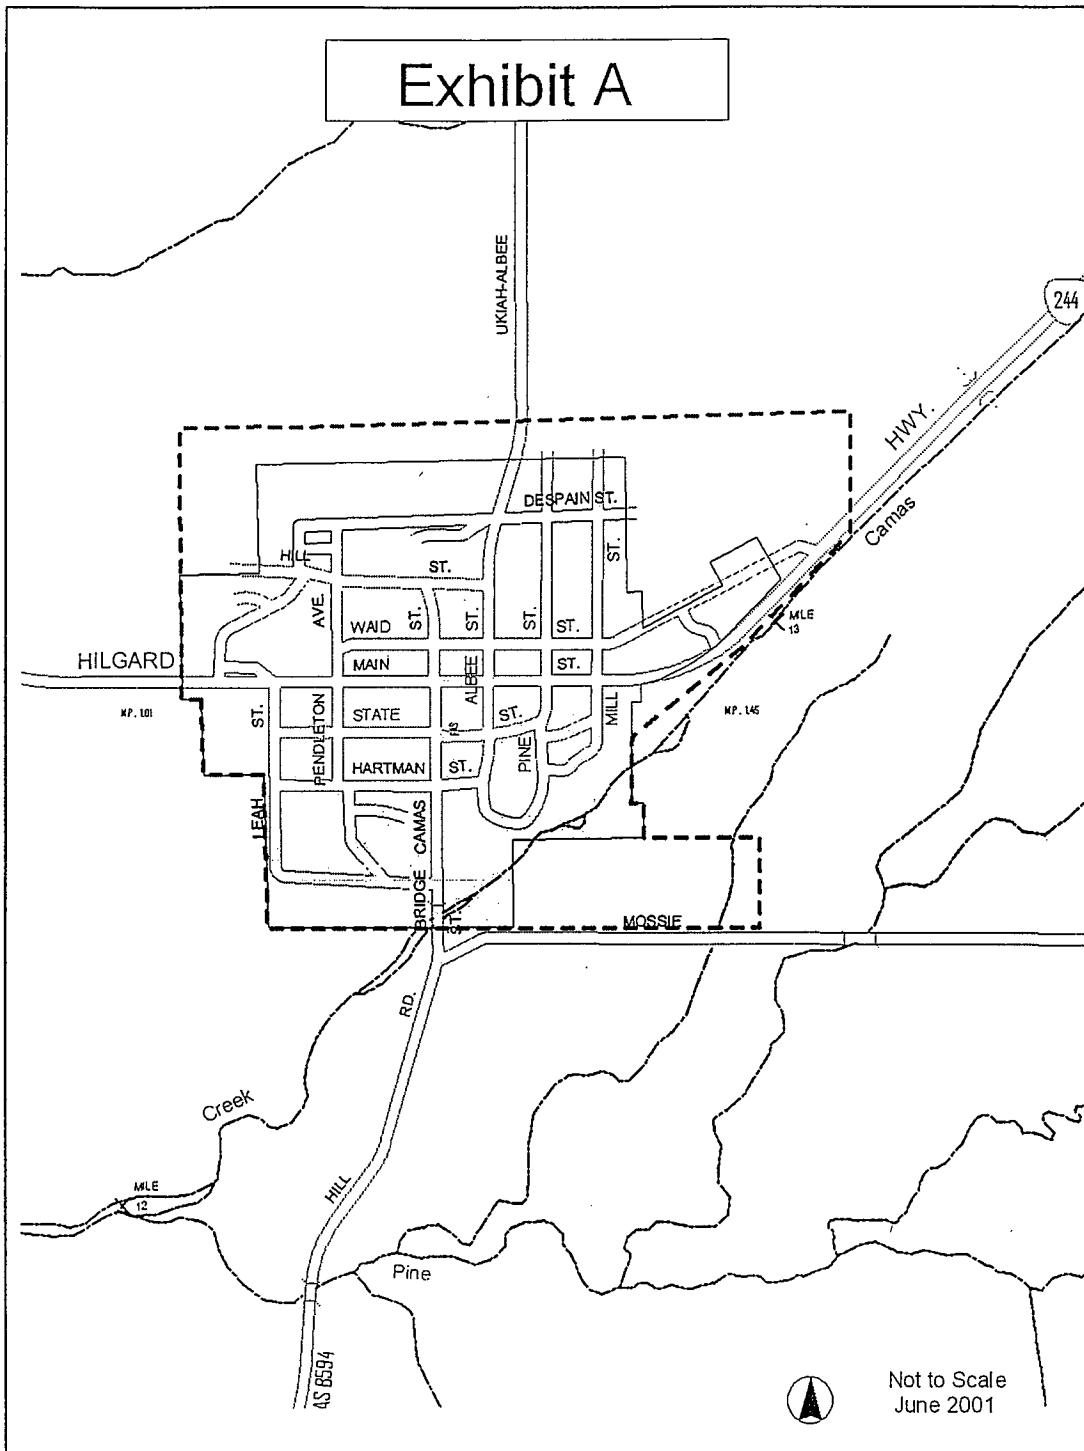 Exhibit A
UKIAH-ALBEE
244
HWY.
Camas
DESPAIN ST.
HILL
ST.
ST.
AVE.
WAID
ST.
ST.
ST.
ST.
MILE
13
HILGARD
MAIN
ALBEE
ST.
M.P. 1.01
ST.
PENDLETON
STATE
ST.
MILL
M.P. 1.45
HARTMAN
ST.
PINE
LEAH
CAMAS
BRIDGE
ST.
MOSSIE
RD.
Creek
MILE
12
HILL
Pine
AS B594
Not to Scale
June 2001